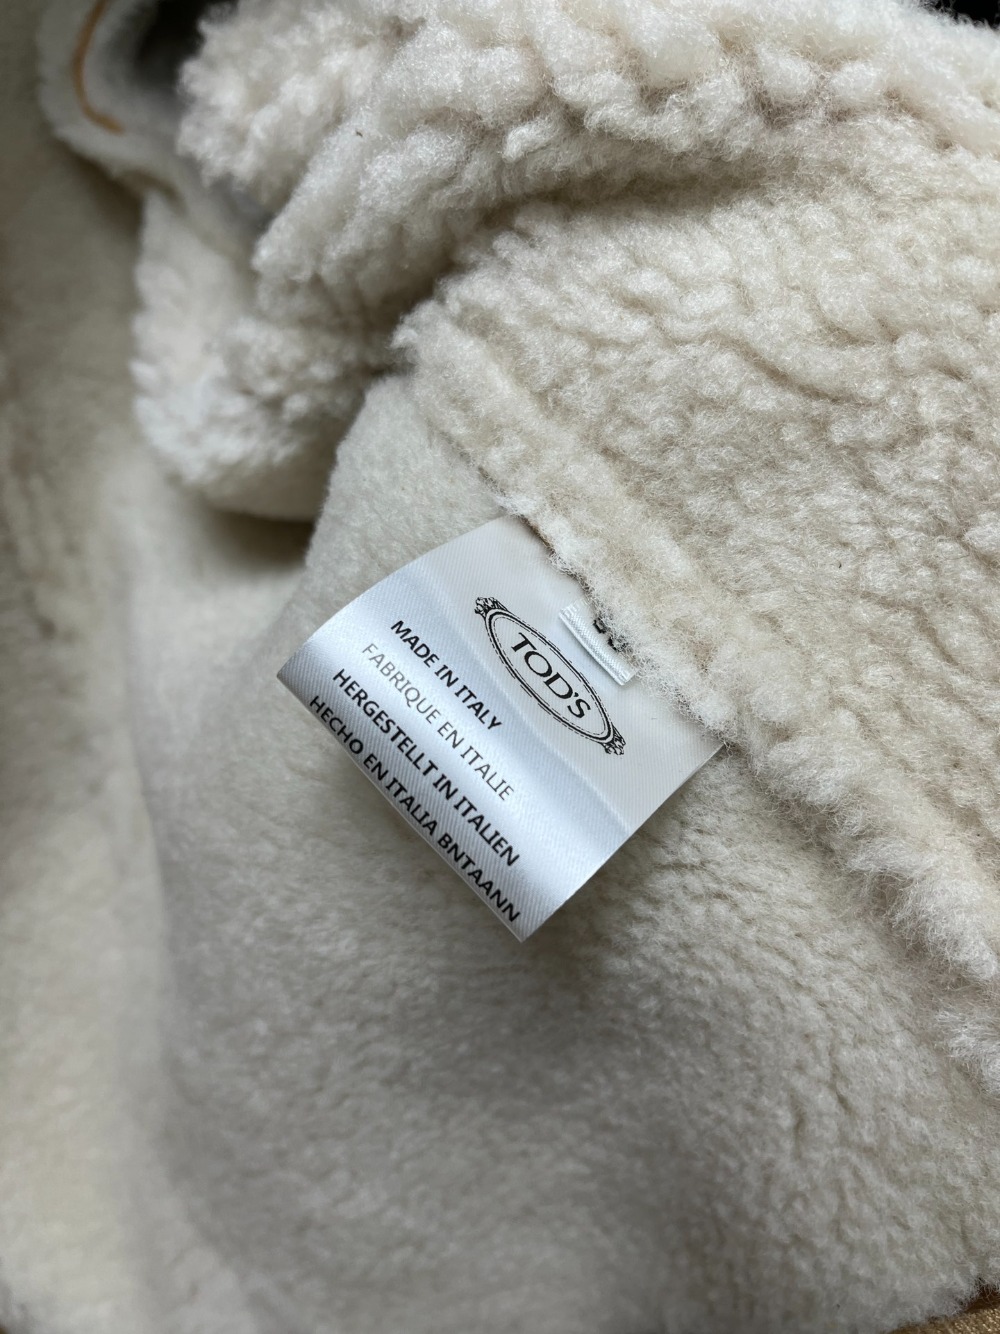 TOD'S
MADE IN ITALY
FABRIQUE EN ITALIE
HERGESTELLT IN ITALIEN
HECHO EN ITALIA BNTAANN